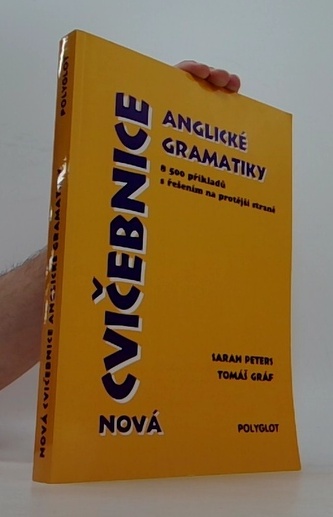 POLYGLOT
NOVÁ CVIČEBNICE ANGLICKÉ GRAMATIKY
NOVÁ
CVIČEBNICE
ANGLICKÉ
GRAMATIKY
8 500 příkladů
s řešením na protější straně
SARAH PETERS
TOMÁŠ GRÁF
POLYGLOT